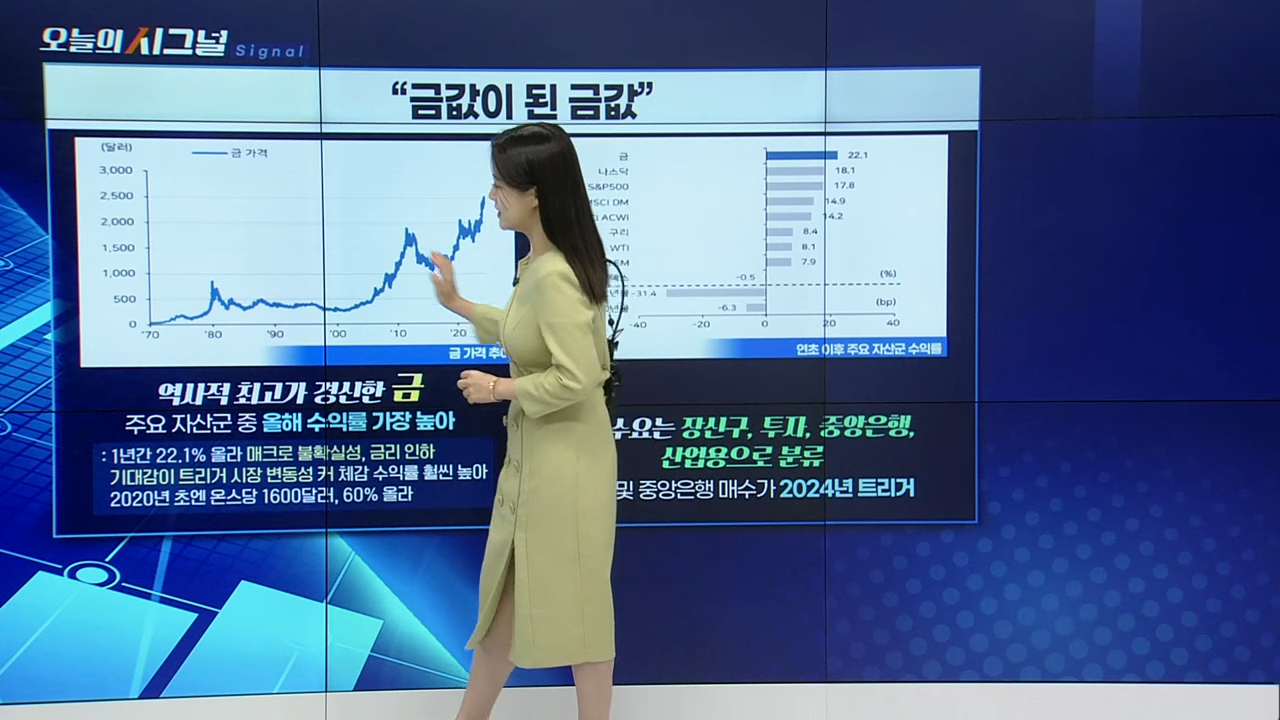 오늘의 시그널 Signal
“금값이 된 금값”
(달러)
금 가격
3,000
2,500
2,000
1,500
1,000
500
0
'70 '80 '90 '00 '10 '20
금 가격
금 22.1
나스닥 18.1
S&P500 17.8
MSCI DM 14.9
ACWI 14.2
구리 8.4
WTI 8.1
7.9
-0.5 (%)
-31.4
-6.3 (bp)
-40 -20 0 20 40
연초 이후 주요 자산군 수익률
역사적 최고가 경신한 금
주요 자산군 중 올해 수익률 가장 높아
: 1년간 22.1% 올라 매크로 불확실성, 금리 인하
기대감이 트리거 시장 변동성 커 체감 수익률 훨씬 높아
2020년 초엔 온스당 1600달러, 60% 올라
수요는 장신구, 투자, 중앙은행,
산업용으로 분류
및 중앙은행 매수가 2024년 트리거